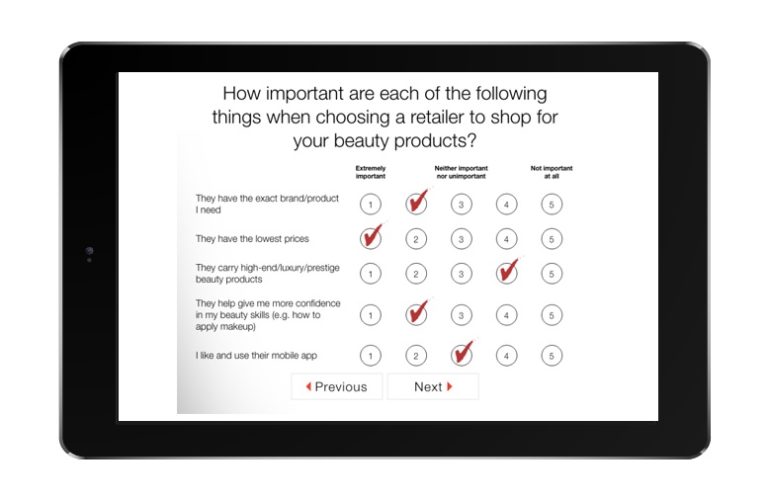 How important are each of the following
things when choosing a retailer to shop for
your beauty products?
Extremely important
Neither important nor unimportant
Not important at all
They have the exact brand/product
I need
1 3 4 5
They have the lowest prices
2 3 4 5
They carry high-end/luxury/prestige
beauty products
1 2 3 5
They help give me more confidence
in my beauty skills (e.g. how to
apply makeup)
1 3 4 5
I like and use their mobile app
1 2 4 5
Previous
Next